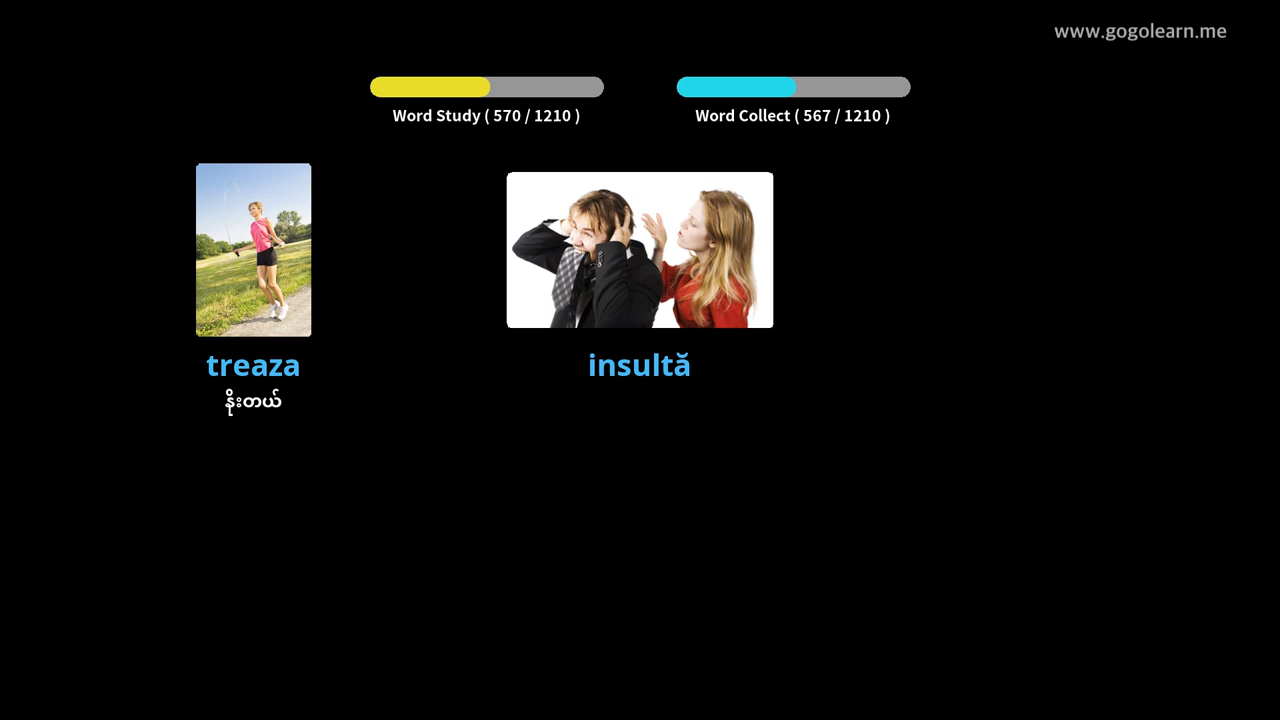 www.gogolearn.me
Word Study ( 570 / 1210 )
Word Collect ( 567 / 1210 )
treaza
နိုးတယ်
insultă